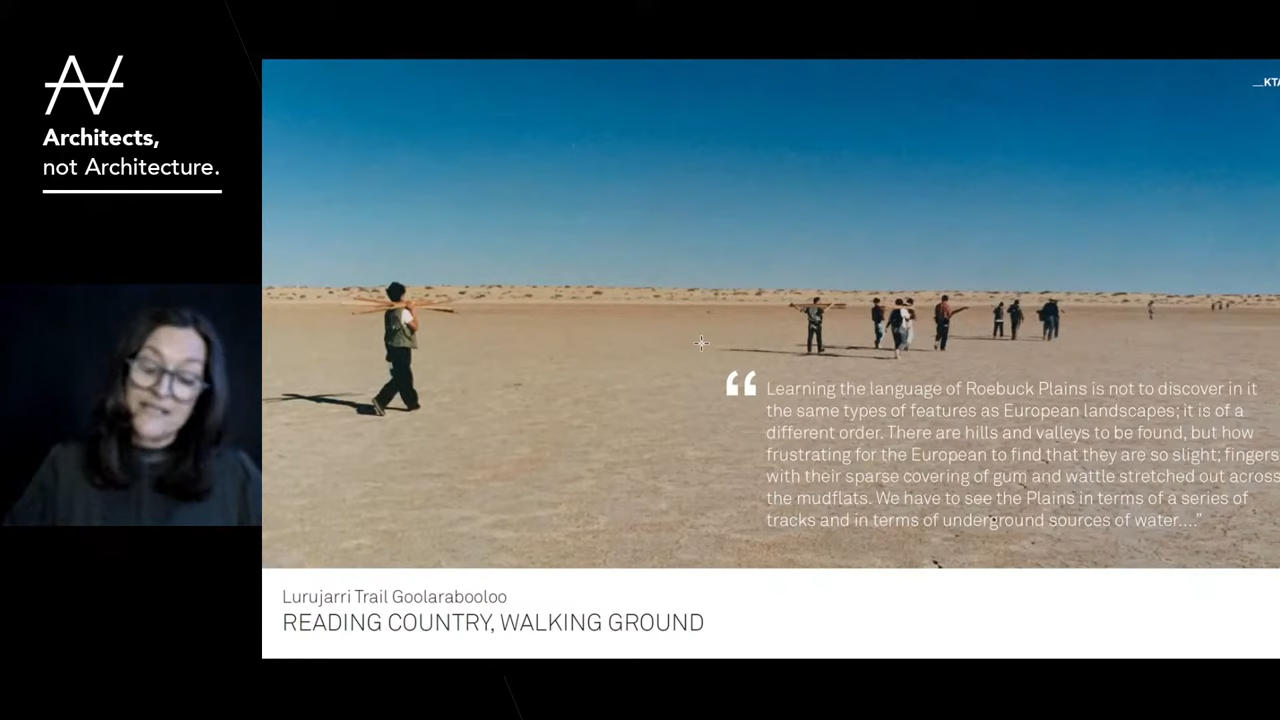 Architects,
not Architecture.
__KTA
Learning the language of Roebuck Plains is not to discover in it
the same types of features as European landscapes; it is of a
different order. There are hills and valleys to be found, but how
frustrating for the European to find that they are so slight; fingers
with their sparse covering of gum and wattle stretched out across
the mudflats. We have to see the Plains in terms of a series of
tracks and in terms of underground sources of water...."
Lurujarri Trail Goolarabooloo
READING COUNTRY, WALKING GROUND